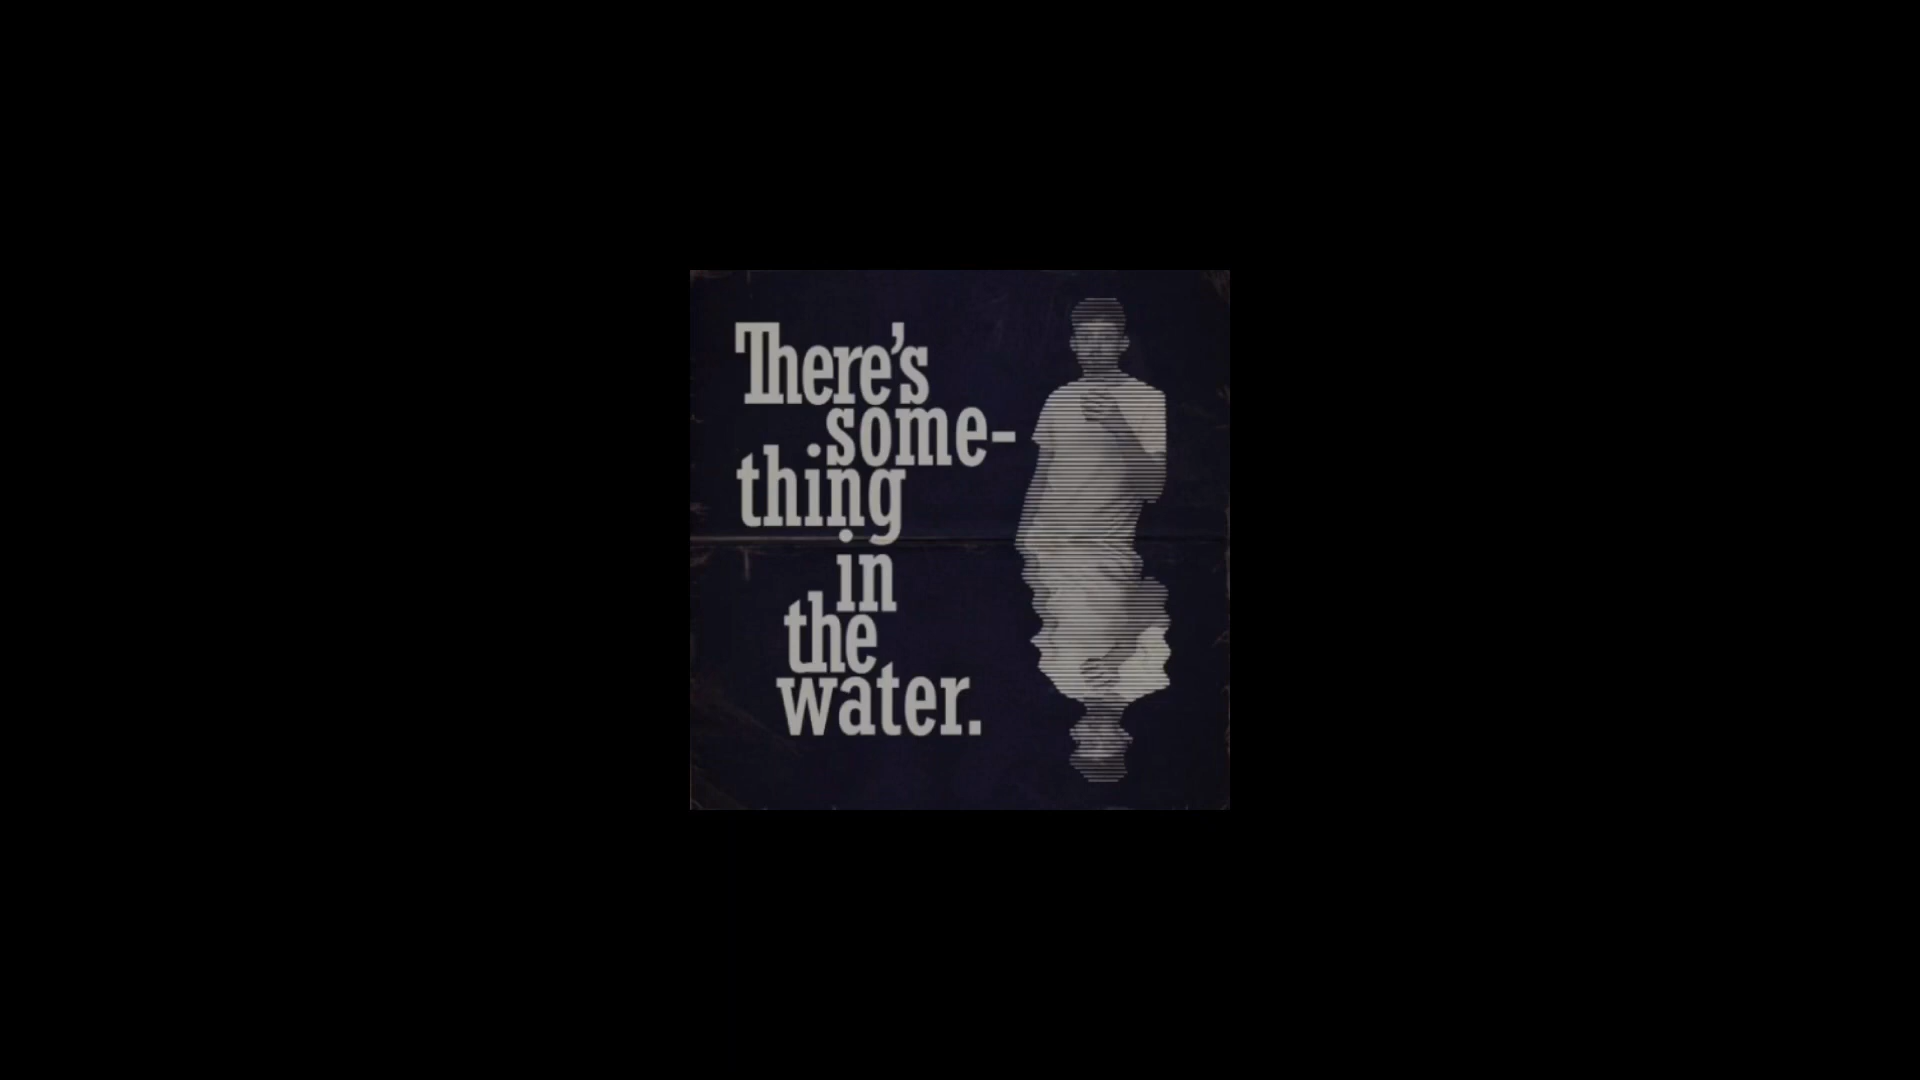 There's
some-
thing
in
the
water.